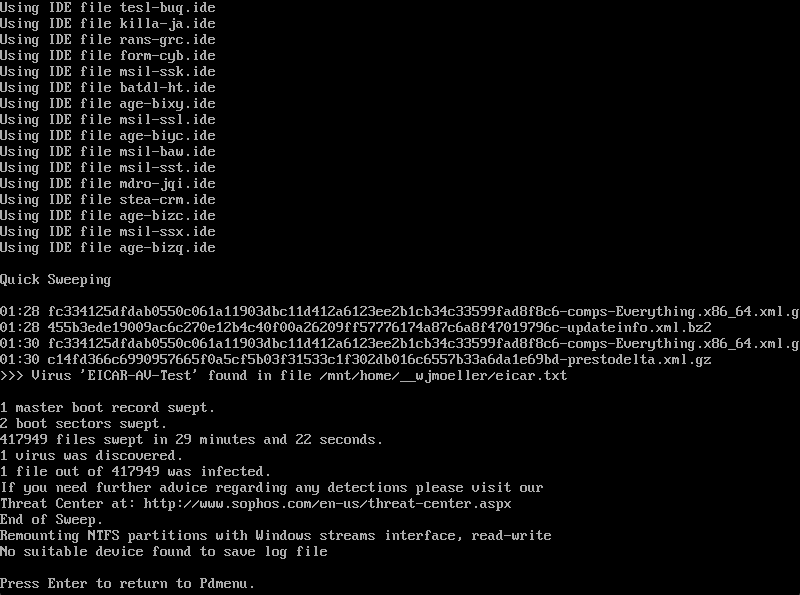 Using IDE file tesl-buq.ide
Using IDE file killa-ja.ide
Using IDE file rans-grc.ide
Using IDE file form-cyb.ide
Using IDE file msil-ssk.ide
Using IDE file batdl-ht.ide
Using IDE file age-bixy.ide
Using IDE file msil-ssl.ide
Using IDE file age-biyc.ide
Using IDE file msil-baw.ide
Using IDE file msil-sst.ide
Using IDE file mdro-jqi.ide
Using IDE file stea-crm.ide
Using IDE file age-bizc.ide
Using IDE file msil-ssx.ide
Using IDE file age-bizq.ide
Quick Sweeping
01:28 fc334125dfdab0550c061a11903dbc11d412a6123ee2b1cb34c33599fad8f8c6-comps-Everything.x86_64.xml.g
01:28 455b3ede19009ac6c270e12b4c40f00a26209ff57776174a87c6a8f47019796c-updateinfo.xml.bz2
01:30 fc334125dfdab0550c061a11903dbc11d412a6123ee2b1cb34c33599fad8f8c6-comps-Everything.x86_64.xml.g
01:30 c14fd366c6990957665f0a5cf5b03f31533c1f302db016c6557b33a6da1e69bd-prestodelta.xml.gz
>>> Virus 'EICAR-AV-Test' found in file /mnt/home/__wjmoeller/eicar.txt
1 master boot record swept.
2 boot sectors swept.
417949 files swept in 29 minutes and 22 seconds.
1 virus was discovered.
1 file out of 417949 was infected.
If you need further advice regarding any detections please visit our
Threat Center at: http://www.sophos.com/en-us/threat-center.aspx
End of Sweep.
Remounting NTFS partitions with Windows streams interface, read-write
No suitable device found to save log file
Press Enter to return to Pdmenu.